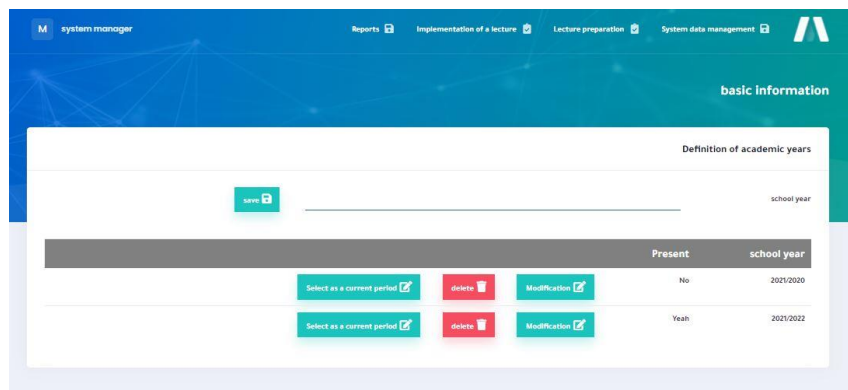 M system manager
Reports Implementation of a lecture Lecture preparation System data management
basic information
Definition of academic years
save school year
Present school year
Select as a current period delete Modification No 2021/2020
Select as a current period delete Modification Yeah 2021/2022